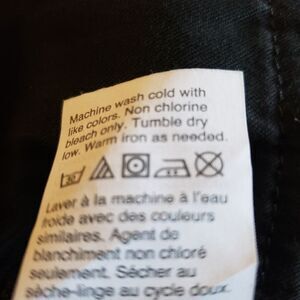 Machine wash cold with
like colors. Non chlorine
bleach only. Tumble dry
low. Warm iron as needed.
30
Laver à la machine à l'eau
froide avec des couleurs
similaires. Agent de
blanchiment non chloré
seulement. Sécher au
sèche-linge au cycle doux.